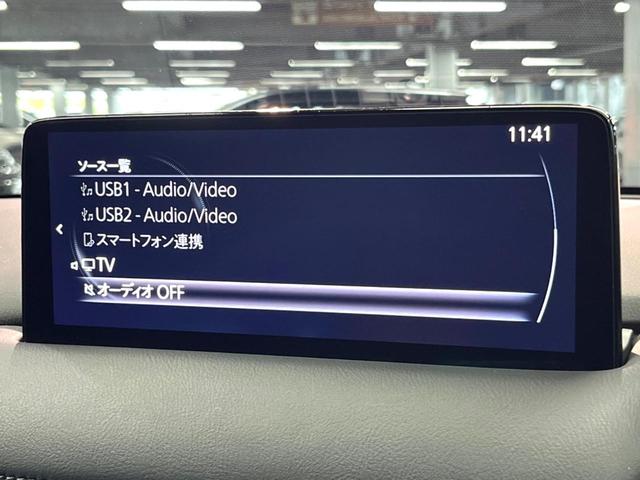 11:41
ソース一覧
USB1 - Audio/Video
USB2 - Audio/Video
スマートフォン連携
TV
オーディオ OFF